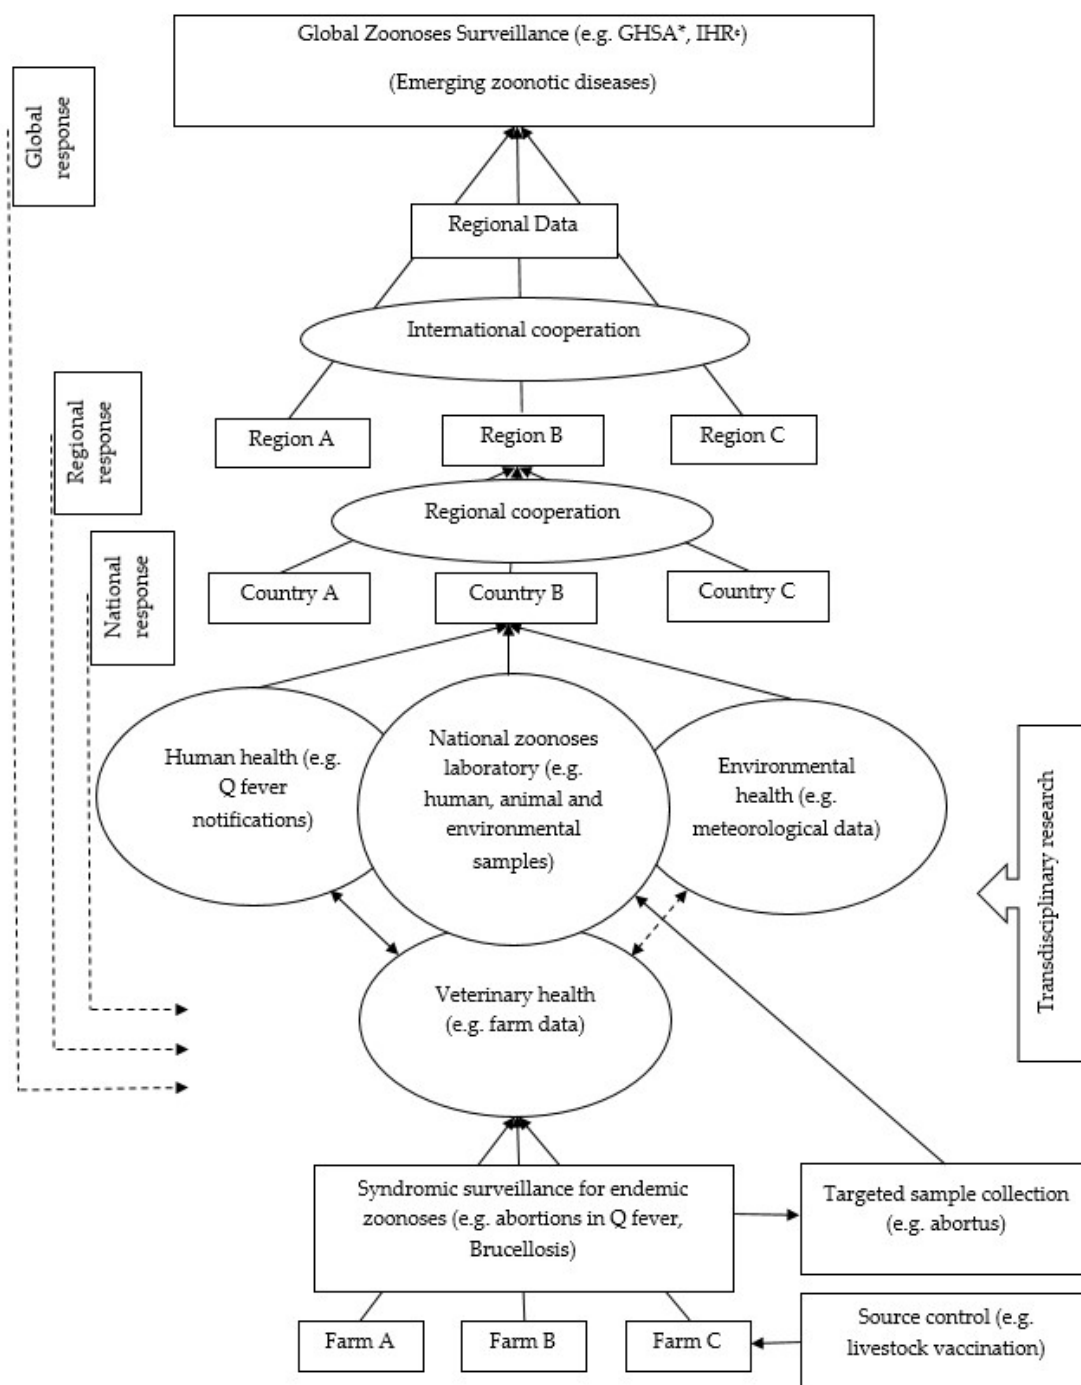 Global Zoonoses Surveillance (e.g. GHSA*, IHR¢)
(Emerging zoonotic diseases)
Global
response
Regional Data
International cooperation
Regional
response
Region A
Region B
Region C
Regional cooperation
National
response
Country A
Country B
Country C
Human health (e.g.
Q fever
notifications)
National zoonoses
laboratory (e.g.
human, animal and
environmental
samples)
Environmental
health (e.g.
meteorological data)
Transdisciplinary research
Veterinary health
(e.g. farm data)
Syndromic surveillance for endemic
zoonoses (e.g. abortions in Q fever,
Brucellosis)
Targeted sample collection
(e.g. abortus)
Farm A
Farm B
Farm C
Source control (e.g.
livestock vaccination)